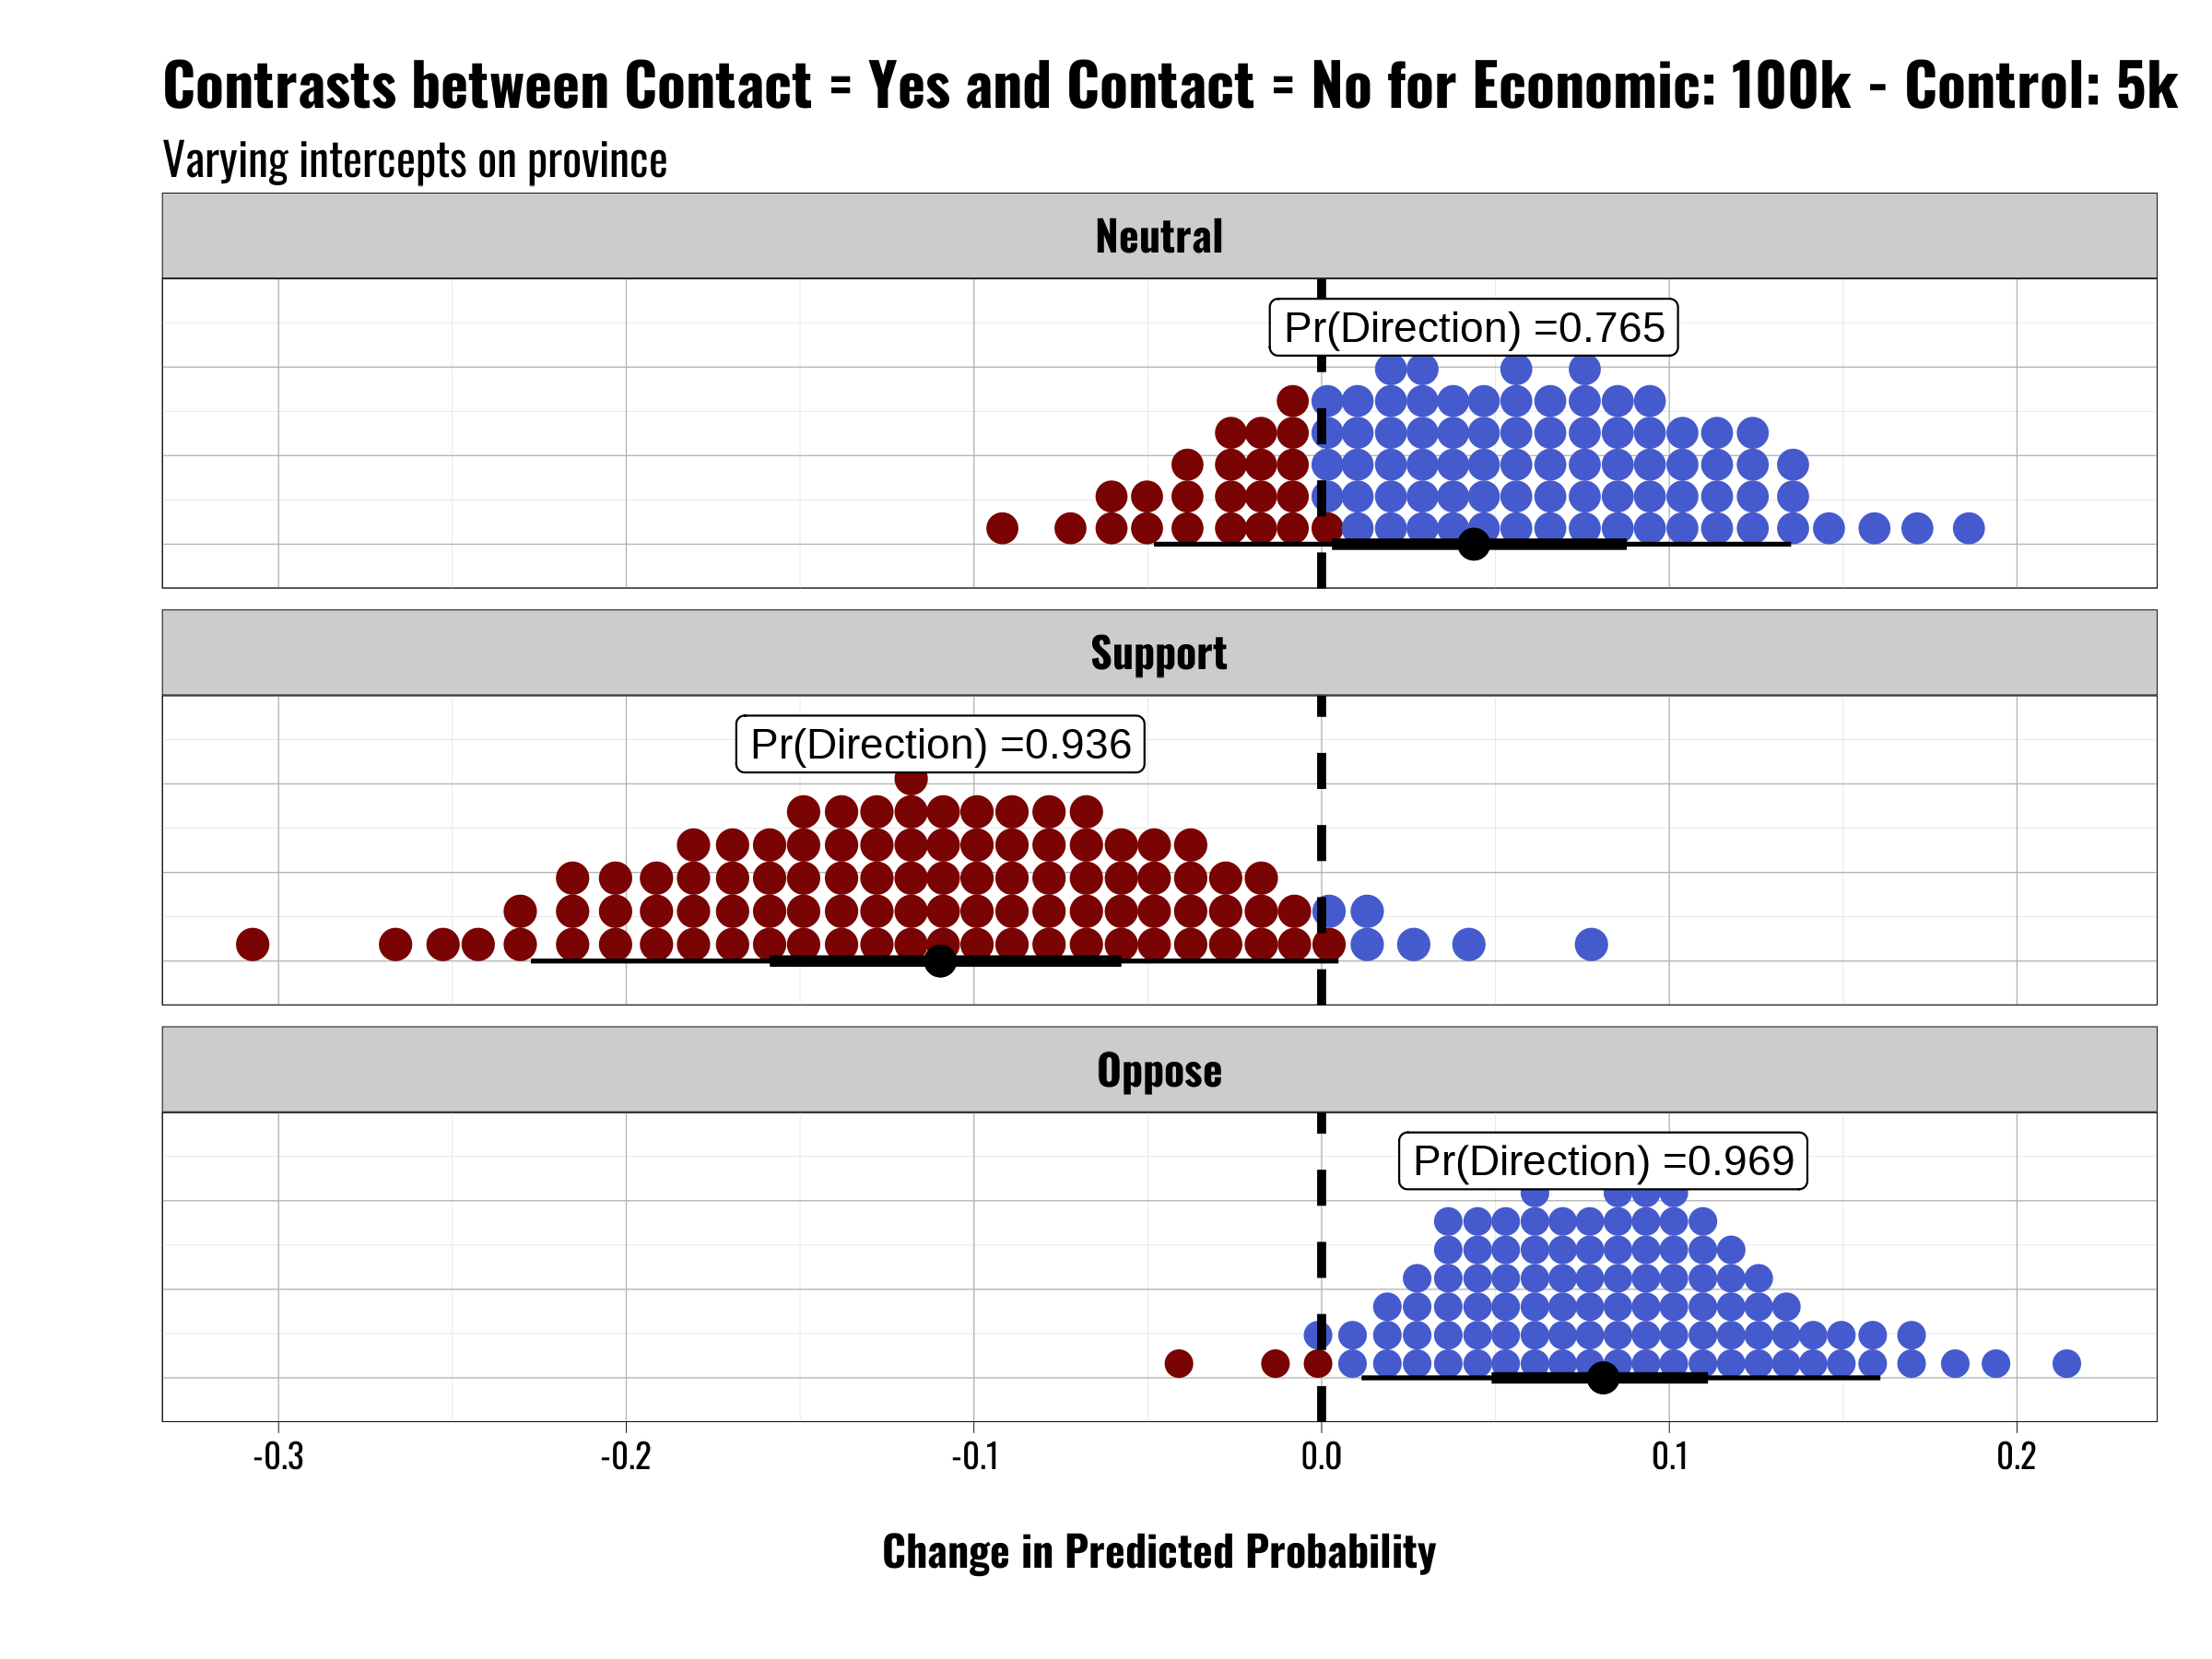 Contrasts between Contact = Yes and Contact = No for Economic: 100k - Control: 5k
Varying intercepts on province
Neutral
Pr(Direction) =0.765
Support
Pr(Direction) =0.936
Oppose
Pr(Direction) =0.969
-0.3 -0.2 -0.1 0.0 0.1 0.2
Change in Predicted Probability